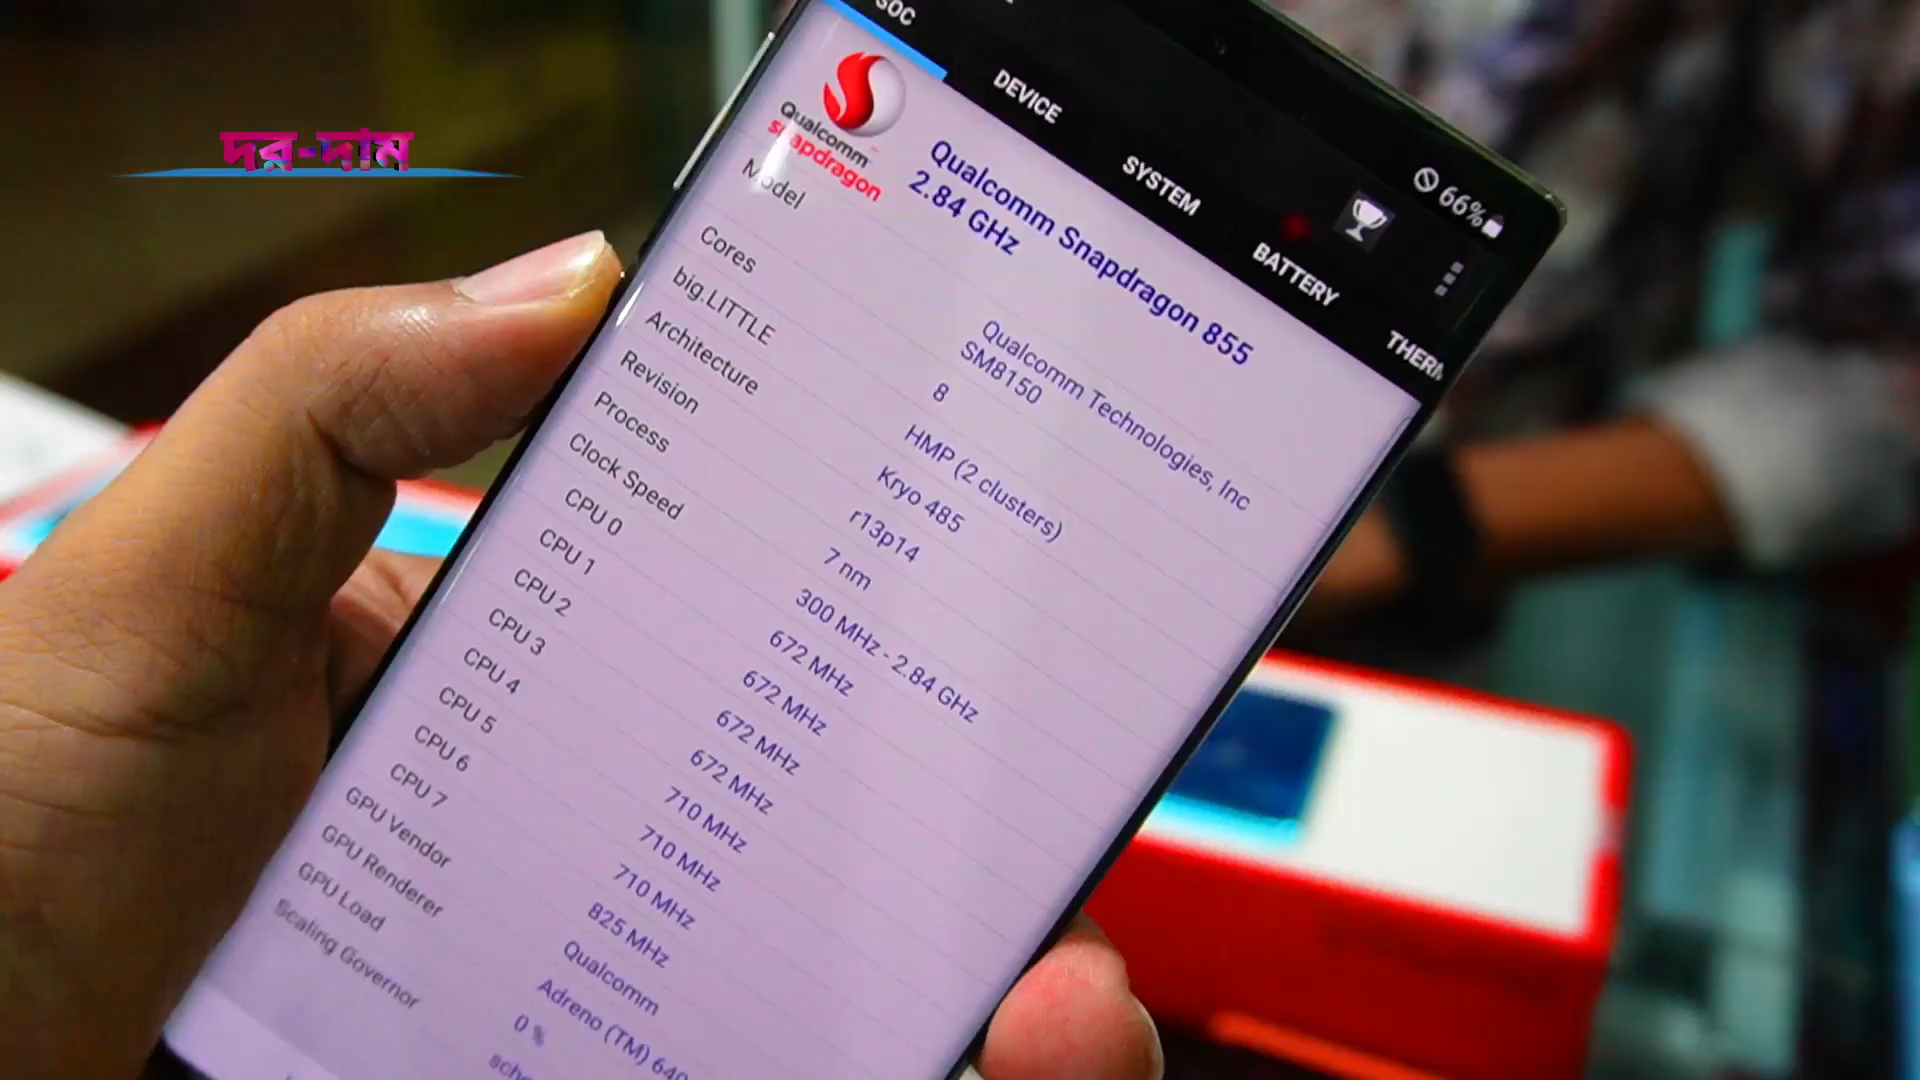 দর-দাম
SOC
DEVICE
SYSTEM
BATTERY
66%
Qualcomm
snapdragon
Qualcomm Snapdragon 855
2.84 GHz
Model
Qualcomm Technologies, Inc
SM8150
Cores
8
big.LITTLE
HMP (2 clusters)
Architecture
Kryo 485
Revision
r13p14
Process
7 nm
Clock Speed
300 MHz - 2.84 GHz
CPU 0
672 MHz
CPU 1
672 MHz
CPU 2
672 MHz
CPU 3
672 MHz
CPU 4
710 MHz
CPU 5
710 MHz
CPU 6
710 MHz
CPU 7
825 MHz
GPU Vendor
Qualcomm
GPU Renderer
Adreno (TM) 640
GPU Load
0 %
Scaling Governor